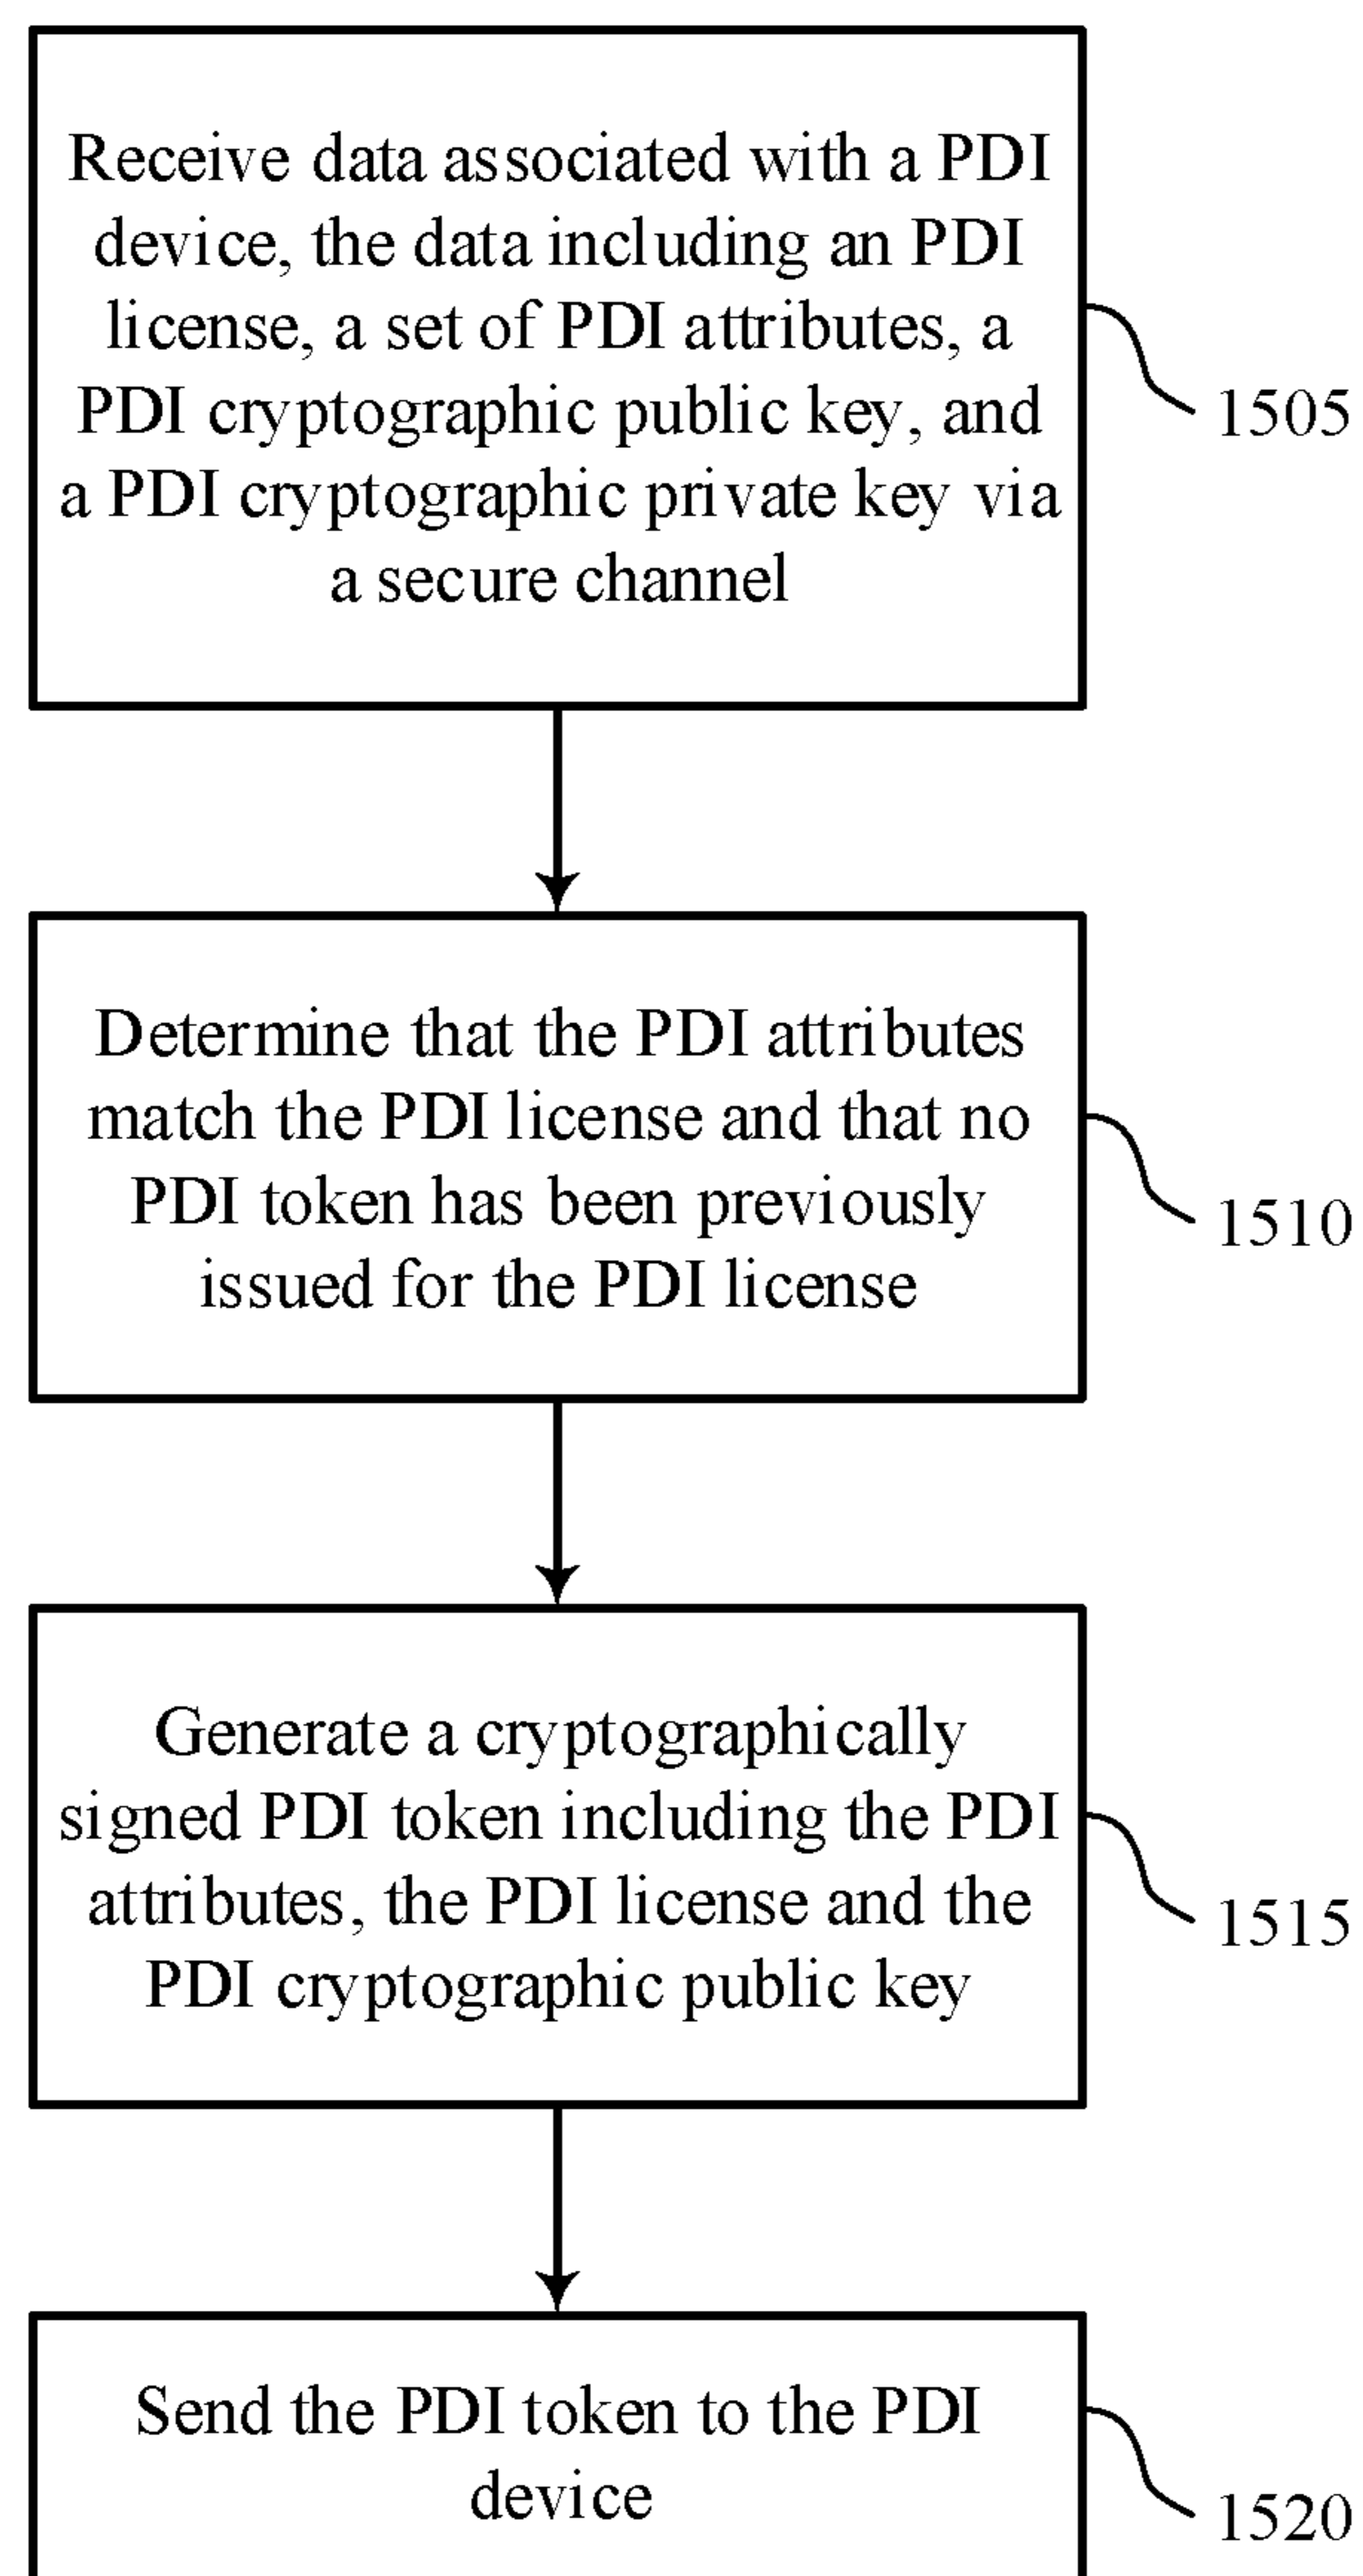 Receive data associated with a PDI
device, the data including an PDI
license, a set of PDI attributes, a
PDI cryptographic public key, and
a PDI cryptographic private key via
a secure channel
1505
Determine that the PDI attributes
match the PDI license and that no
PDI token has been previously
issued for the PDI license
1510
Generate a cryptographically
signed PDI token including the PDI
attributes, the PDI license and the
PDI cryptographic public key
1515
Send the PDI token to the PDI
device
1520